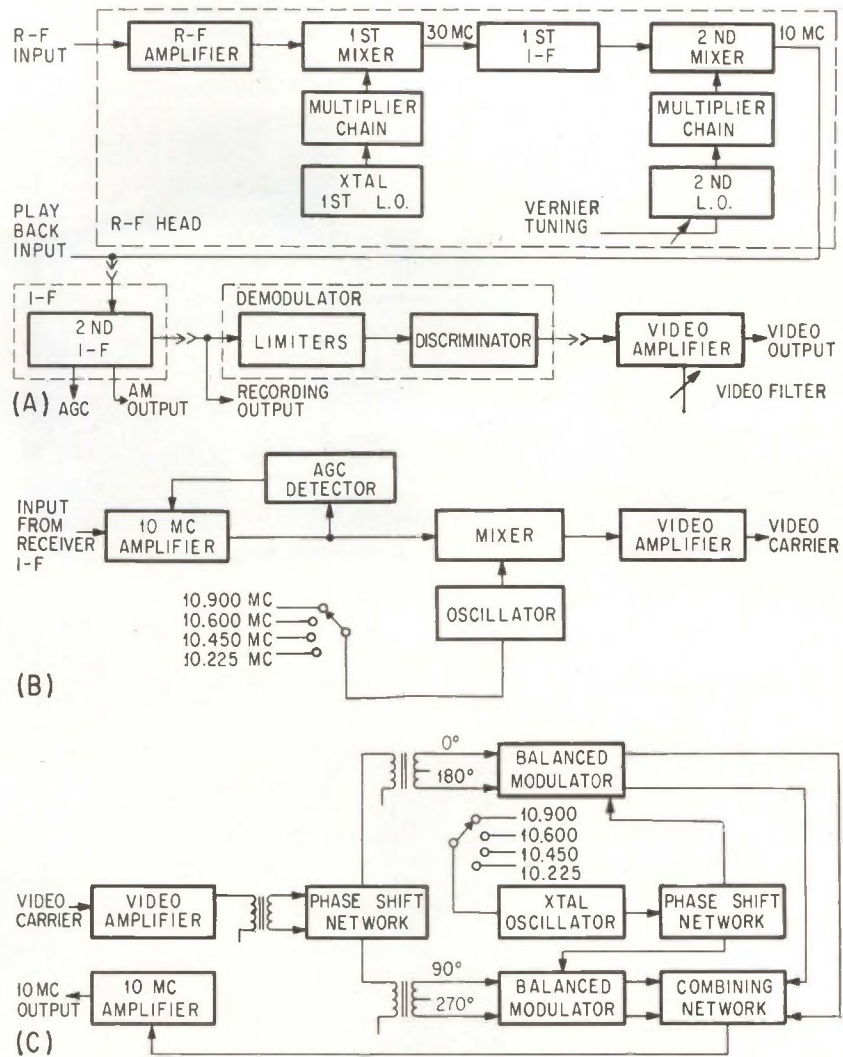 R-F
INPUT
R-F
AMPLIFIER
1ST
MIXER
30 MC
1ST
I-F
2ND
MIXER
10 MC
MULTIPLIER
CHAIN
MULTIPLIER
CHAIN
XTAL
1ST L.O.
2ND
L.O.
VERNIER
TUNING
PLAY
BACK
INPUT
R-F HEAD
I-F
DEMODULATOR
2ND
I-F
LIMITERS
DISCRIMINATOR
VIDEO
AMPLIFIER
VIDEO
OUTPUT
(A)
AGC
AM
OUTPUT
RECORDING
OUTPUT
VIDEO FILTER
AGC
DETECTOR
INPUT
FROM
RECEIVER
I-F
10 MC
AMPLIFIER
MIXER
VIDEO
AMPLIFIER
VIDEO
CARRIER
OSCILLATOR
10.900 MC
10.600 MC
10.450 MC
10.225 MC
(B)
0°
180°
BALANCED
MODULATOR
10.900
10.600
10.450
10.225
VIDEO
CARRIER
VIDEO
AMPLIFIER
PHASE SHIFT
NETWORK
XTAL
OSCILLATOR
PHASE SHIFT
NETWORK
10 MC
OUTPUT
10 MC
AMPLIFIER
90°
270°
BALANCED
MODULATOR
COMBINING
NETWORK
(C)